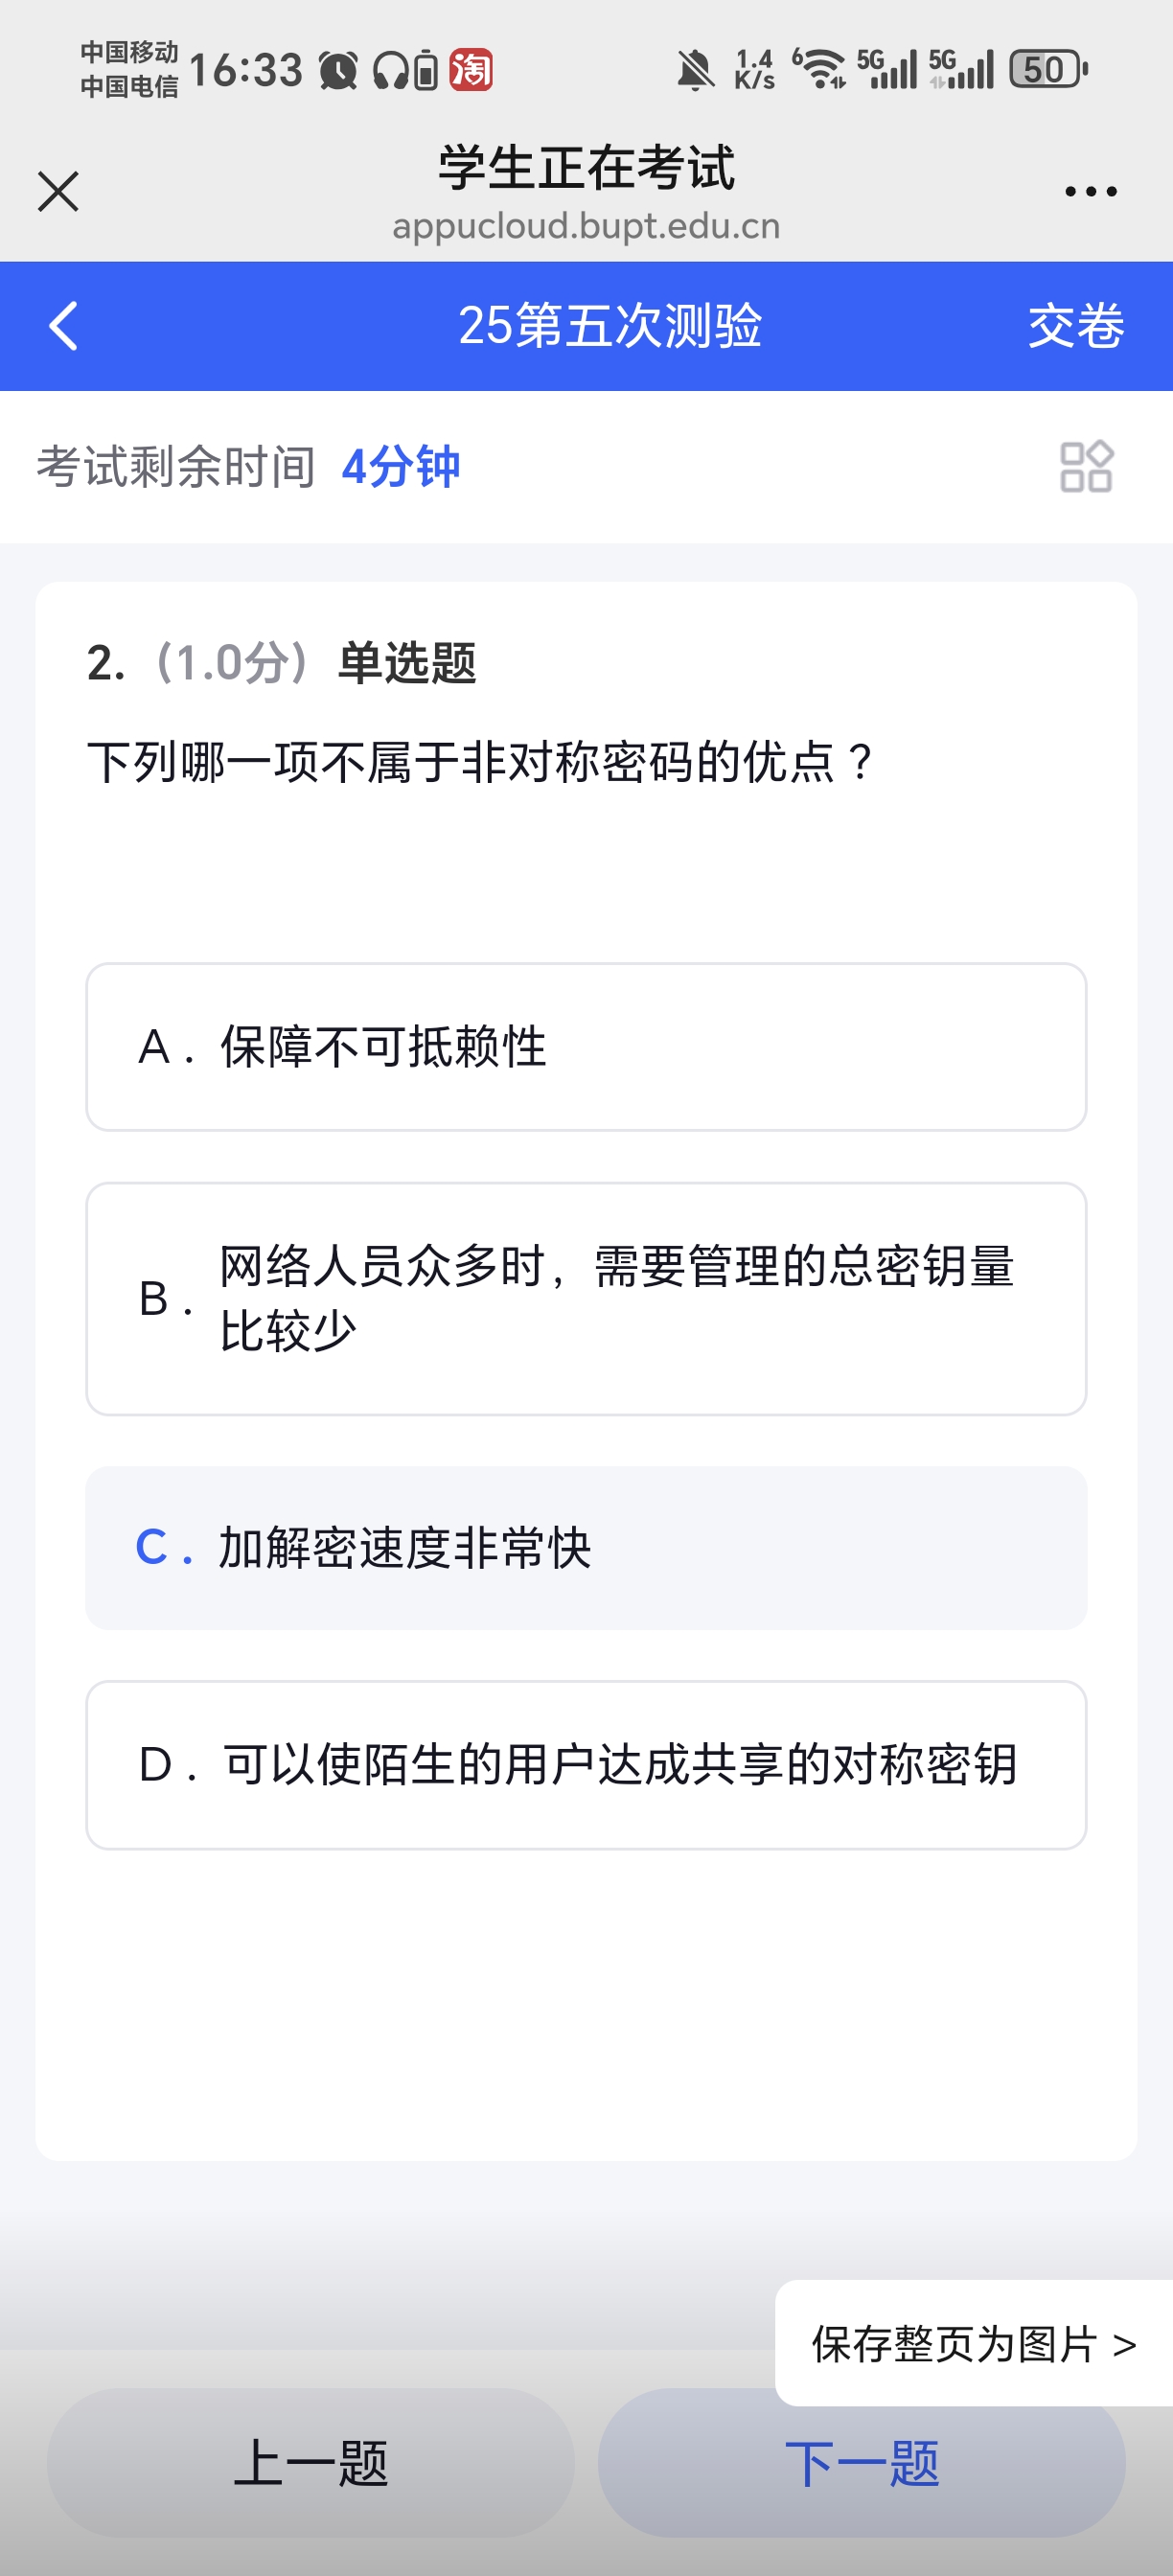 中国移动
中国电信
16:33
淘
1.4
K/s
6
5G
5G
50
学生正在考试
appucloud.bupt.edu.cn
25第五次测验
交卷
考试剩余时间 4分钟
2. (1.0分) 单选题
下列哪一项不属于非对称密码的优点？
A . 保障不可抵赖性
B . 网络人员众多时，需要管理的总密钥量
比较少
C . 加解密速度非常快
D . 可以使陌生的用户达成共享的对称密钥
保存整页为图片 >
上一题
下一题